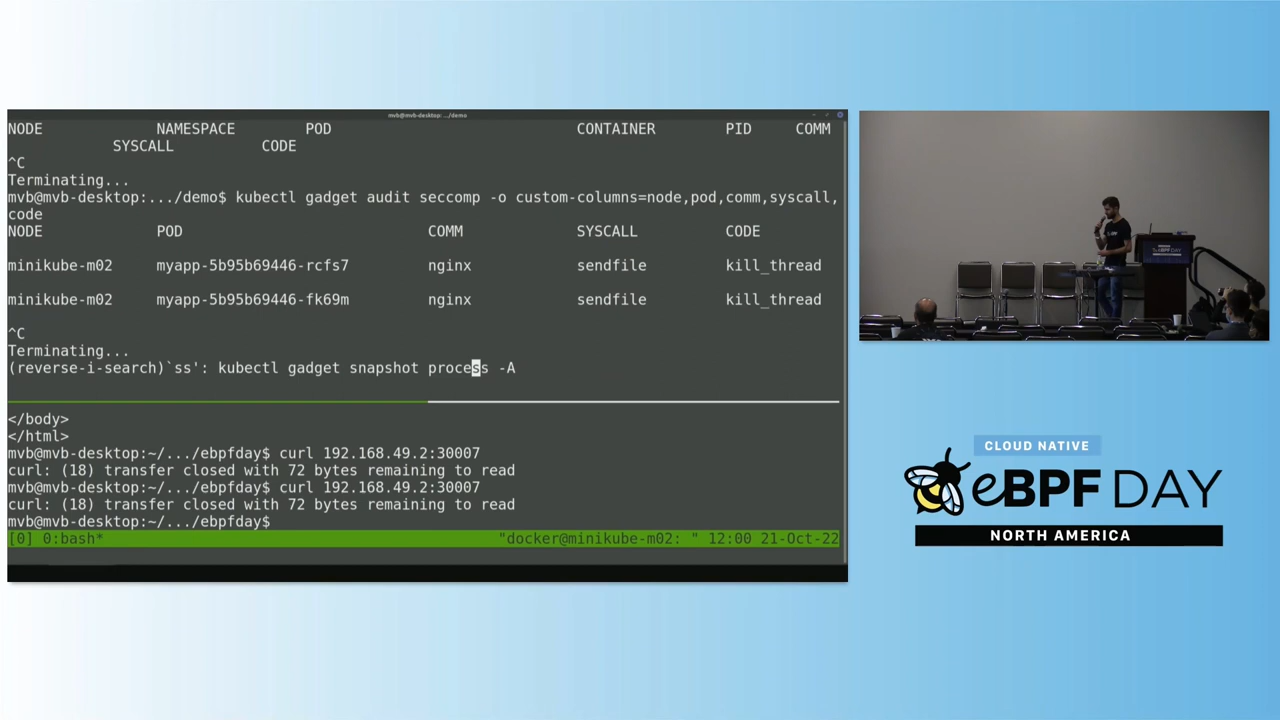 mvb@mvb-desktop: .../demo
NODE NAMESPACE POD CONTAINER PID COMM
SYSCALL CODE
^C
Terminating...
mvb@mvb-desktop:.../demo$ kubectl gadget audit seccomp -o custom-columns=node,pod,comm,syscall,
code
NODE POD COMM SYSCALL CODE
minikube-m02 myapp-5b95b69446-rcfs7 nginx sendfile kill_thread
minikube-m02 myapp-5b95b69446-fk69m nginx sendfile kill_thread
^C
Terminating...
(reverse-i-search)`ss': kubectl gadget snapshot process -A
</body>
</html>
mvb@mvb-desktop:~/.../ebpfday$ curl 192.168.49.2:30007
curl: (18) transfer closed with 72 bytes remaining to read
mvb@mvb-desktop:~/.../ebpfday$ curl 192.168.49.2:30007
curl: (18) transfer closed with 72 bytes remaining to read
mvb@mvb-desktop:~/.../ebpfday$
[0] 0:bash* "docker@minikube-m02: " 12:00 21-Oct-22
eBPF DAY
CLOUD NATIVE
eBPF DAY
NORTH AMERICA